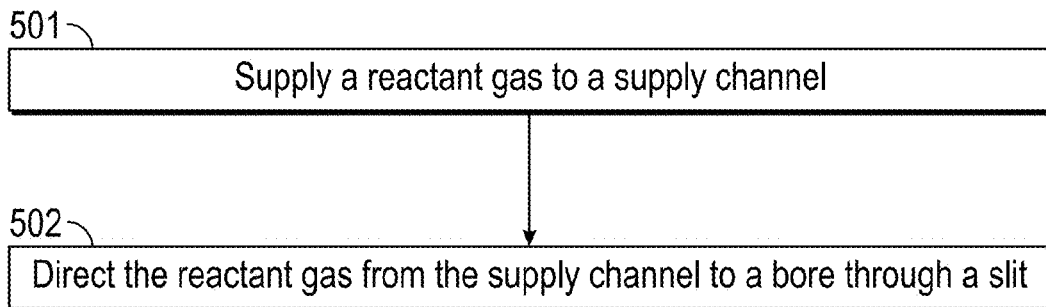 501
Supply a reactant gas to a supply channel
502
Direct the reactant gas from the supply channel to a bore through a slit